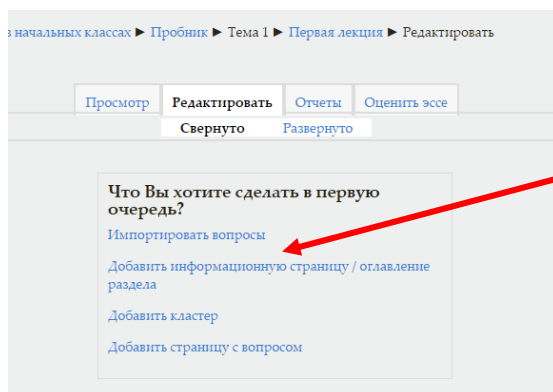 в начальных классах ► Пробник ► Тема 1 ► Первая лекция ► Редактировать
Просмотр Редактировать Отчеты Оценить эссе
Свернуто Развернуто
Что Вы хотите сделать в первую
очередь?
Импортировать вопросы
Добавить информационную страницу / оглавление
раздела
Добавить кластер
Добавить страницу с вопросом